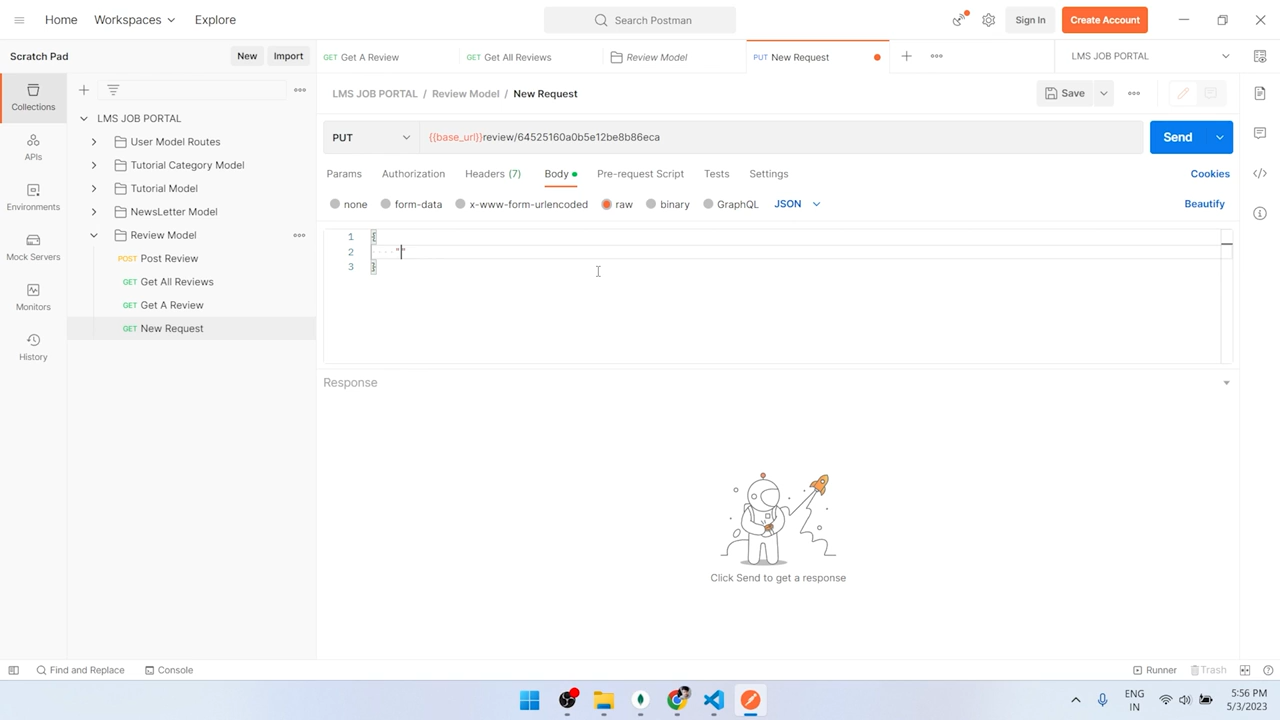 Home Workspaces Explore Search Postman Sign In Create Account
Scratch Pad New Import GET Get A Review GET Get All Reviews Review Model PUT New Request LMS JOB PORTAL
Collections
APIs
Environments
Mock Servers
Monitors
History
LMS JOB PORTAL
User Model Routes
Tutorial Category Model
Tutorial Model
NewsLetter Model
Review Model
POST Post Review
GET Get All Reviews
GET Get A Review
GET New Request
LMS JOB PORTAL / Review Model / New Request Save
PUT {{base_url}}review/64525160a0b5e12be8b86eca Send
Params Authorization Headers (7) Body Pre-request Script Tests Settings Cookies
none form-data x-www-form-urlencoded raw binary GraphQL JSON Beautify
1 {
2 ""
3 }
Response
Click Send to get a response
Find and Replace Console Runner Trash
ENG
IN
5:56 PM
5/3/2023